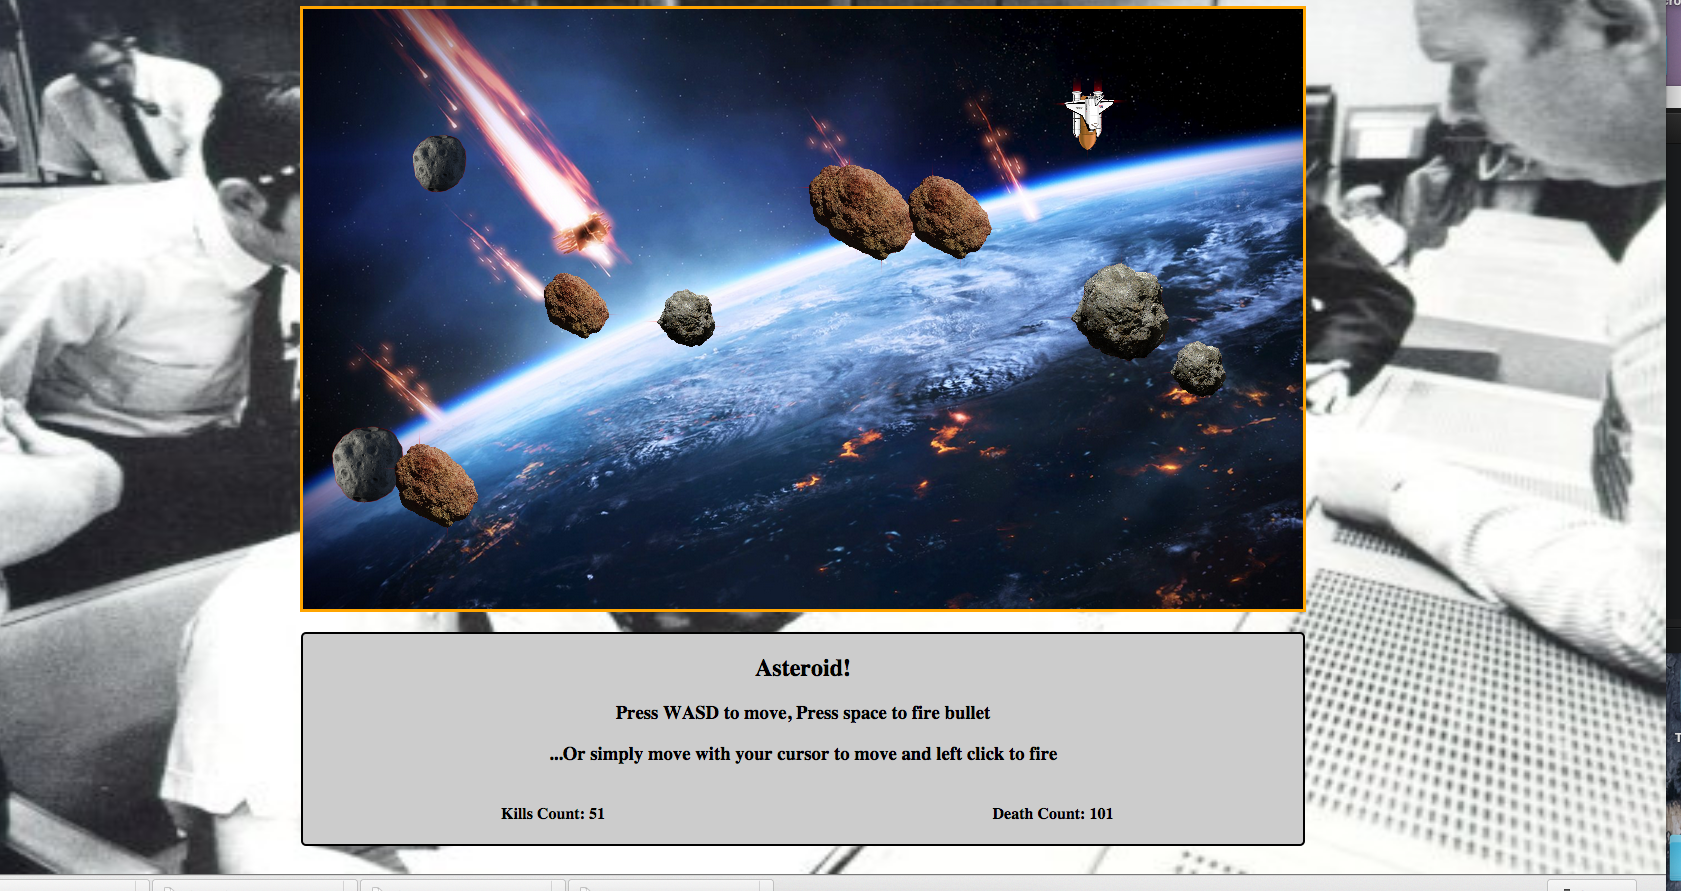 Asteroid!
Press WASD to move, Press space to fire bullet
...Or simply move with your cursor to move and left click to fire
Kills Count: 51
Death Count: 101